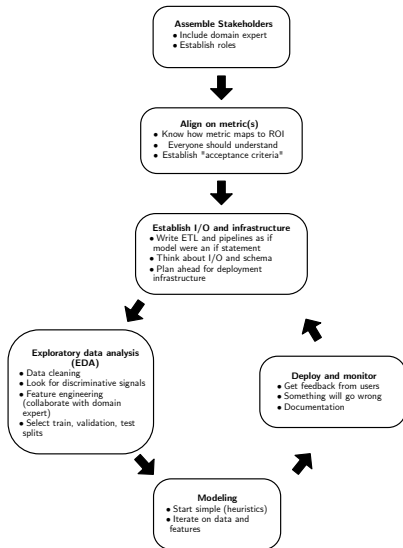 Assemble Stakeholders
• Include domain expert
• Establish roles
Align on metric(s)
• Know how metric maps to ROI
• Everyone should understand
• Establish "acceptance criteria"
Establish I/O and infrastructure
• Write ETL and pipelines as if
model were an if statement
• Think about I/O and schema
• Plan ahead for deployment
infrastructure
Exploratory data analysis
(EDA)
• Data cleaning
• Look for discriminative signals
• Feature engineering
(collaborate with domain
expert)
• Select train, validation, test
splits
Deploy and monitor
• Get feedback from users
• Something will go wrong
• Documentation
Modeling
• Start simple (heuristics)
• Iterate on data and
features